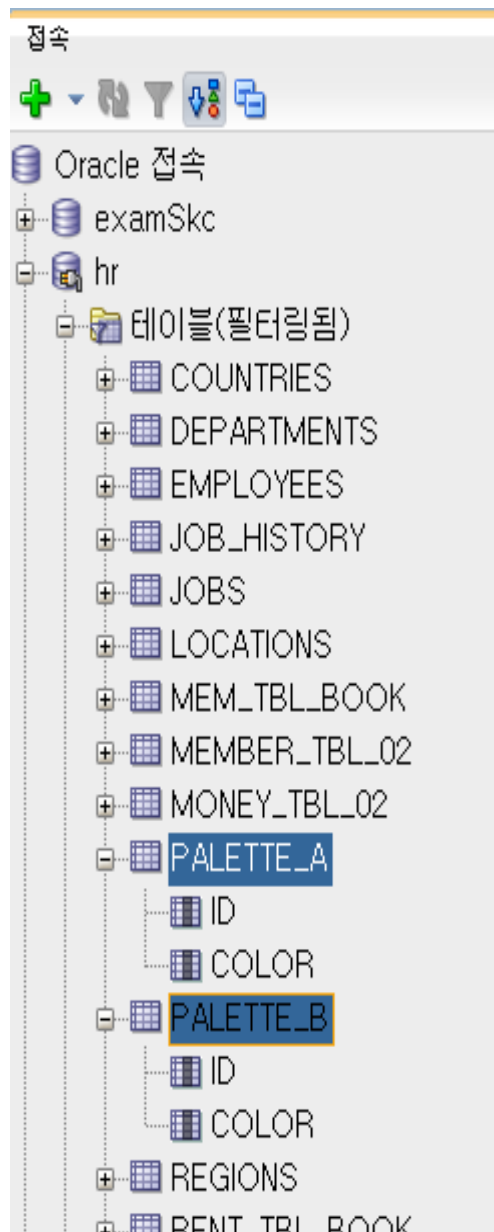 접속
Oracle 접속
examSkc
hr
테이블(필터링됨)
COUNTRIES
DEPARTMENTS
EMPLOYEES
JOB_HISTORY
JOBS
LOCATIONS
MEM_TBL_BOOK
MEMBER_TBL_02
MONEY_TBL_02
PALETTE_A
ID
COLOR
PALETTE_B
ID
COLOR
REGIONS
RENT_TBL_BOOK